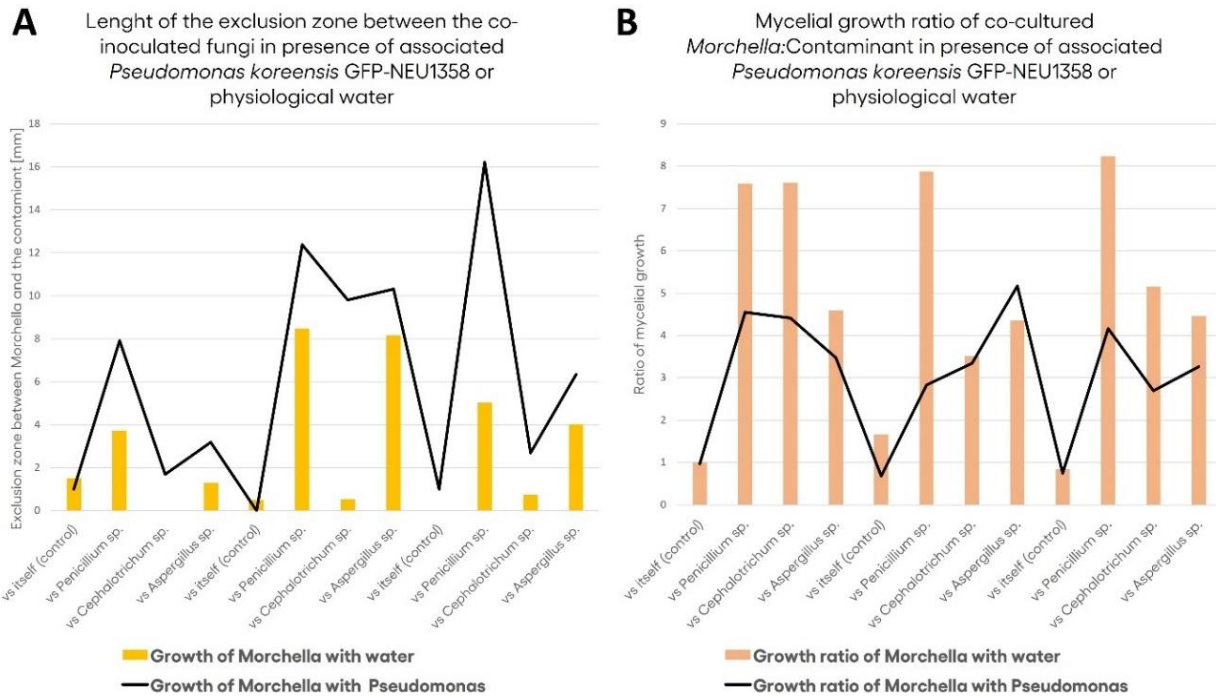 A
Lenght of the exclusion zone between the co-
inoculated fungi in presence of associated
Pseudomonas koreensis GFP-NEU1358 or
physiological water
Exclusion zone between Morchella and the contamiant [mm]
18
16
14
12
10
8
6
4
2
0
vs itself (control)
vs Penicillium sp.
vs Cephalotrichum sp.
vs Aspergillus sp.
vs itself (control)
vs Penicillium sp.
vs Cephalotrichum sp.
vs Aspergillus sp.
vs itself (control)
vs Penicillium sp.
vs Cephalotrichum sp.
vs Aspergillus sp.
Growth of Morchella with water
Growth of Morchella with Pseudomonas
B
Mycelial growth ratio of co-cultured
Morchella:Contaminant in presence of associated
Pseudomonas koreensis GFP-NEU1358 or
physiological water
Ratio of mycelial growth
9
8
7
6
5
4
3
2
1
0
vs itself (control)
vs Penicillium sp.
vs Cephalotrichum sp.
vs Aspergillus sp.
vs itself (control)
vs Penicillium sp.
vs Cephalotrichum sp.
vs Aspergillus sp.
vs itself (control)
vs Penicillium sp.
vs Cephalotrichum sp.
vs Aspergillus sp.
Growth ratio of Morchella with water
Growth ratio of Morchella with Pseudomonas